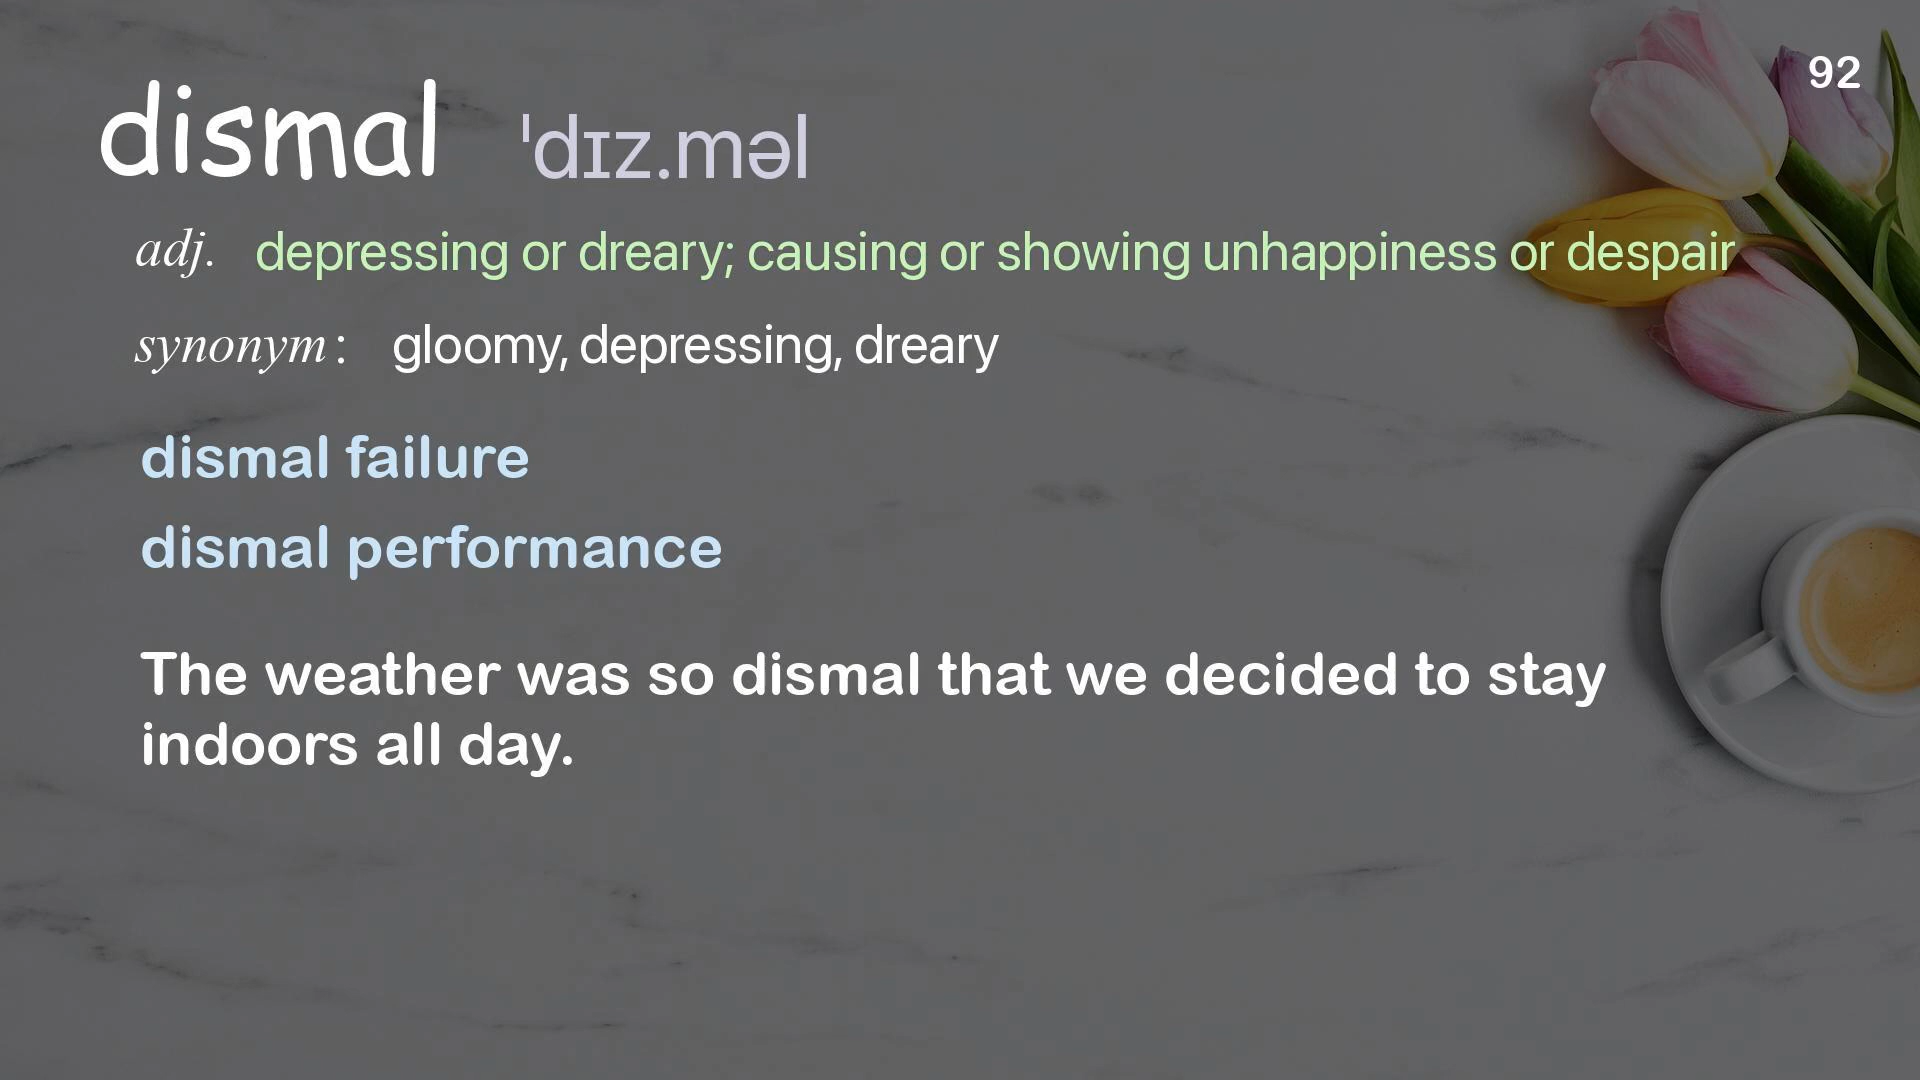 92
dismal ˈdɪz.məl
adj. depressing or dreary; causing or showing unhappiness or despair
synonym: gloomy, depressing, dreary
dismal failure
dismal performance
The weather was so dismal that we decided to stay
indoors all day.